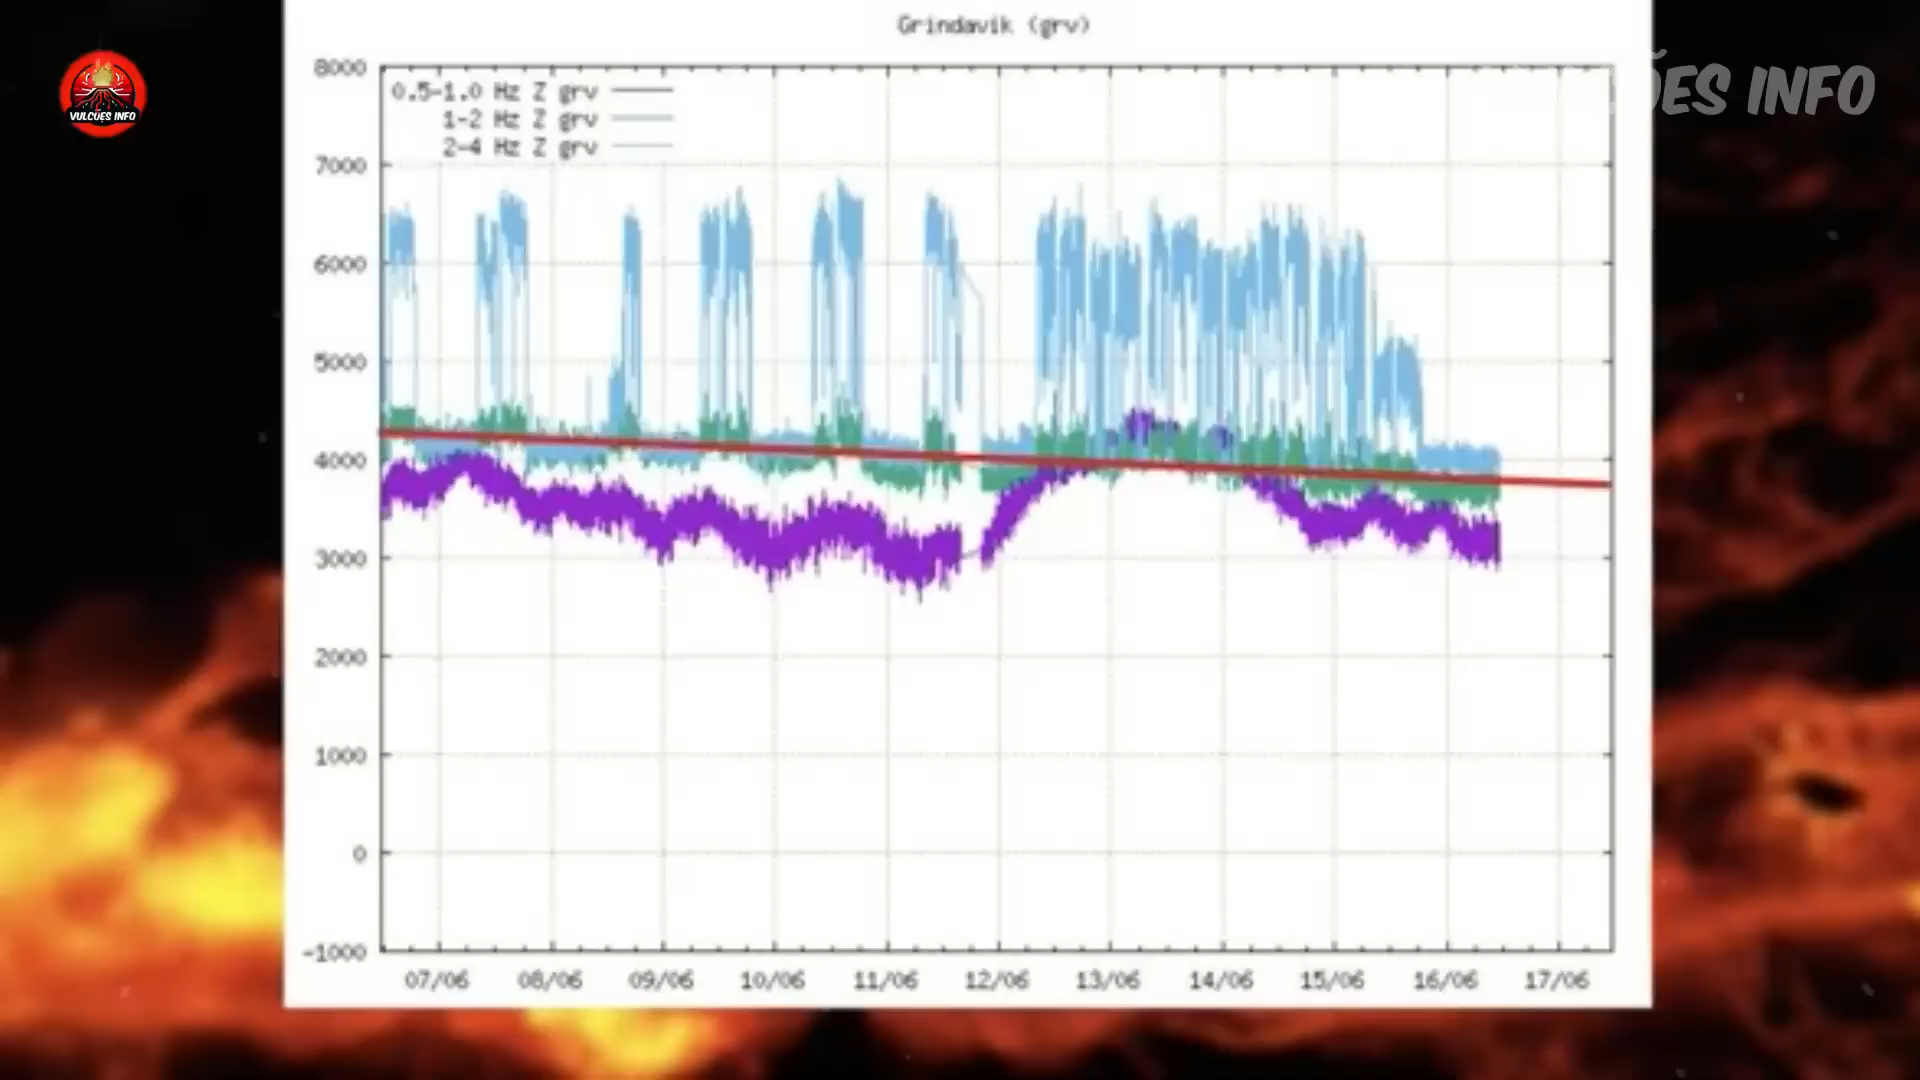 Grindavik (grv)
VULCÕES INFO
ÕES INFO
8000
0.5-1.0 Hz Z grv
1-2 Hz Z grv
2-4 Hz Z grv
7000
6000
5000
4000
3000
2000
1000
0
-1000
07/06 08/06 09/06 10/06 11/06 12/06 13/06 14/06 15/06 16/06 17/06